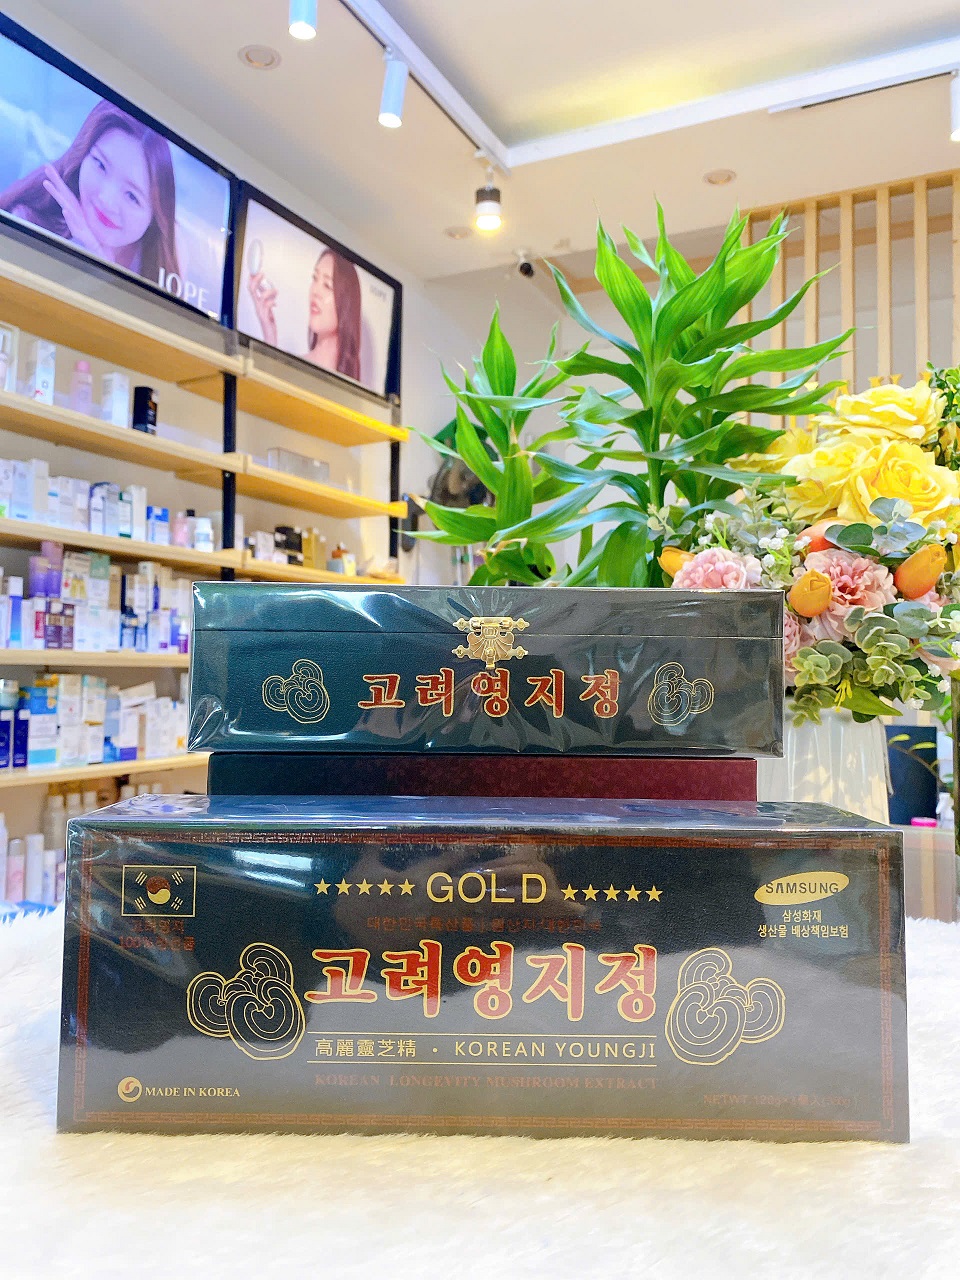 IOPE
IOPE
고려영지정
★★★★★ GOLD ★★★★★
SAMSUNG
삼성화재
생산물 배상책임보험
고려영지정
高麗靈芝精 · KOREAN YOUNGJI
KOREAN LONGEVITY MUSHROOM EXTRACT
MADE IN KOREA